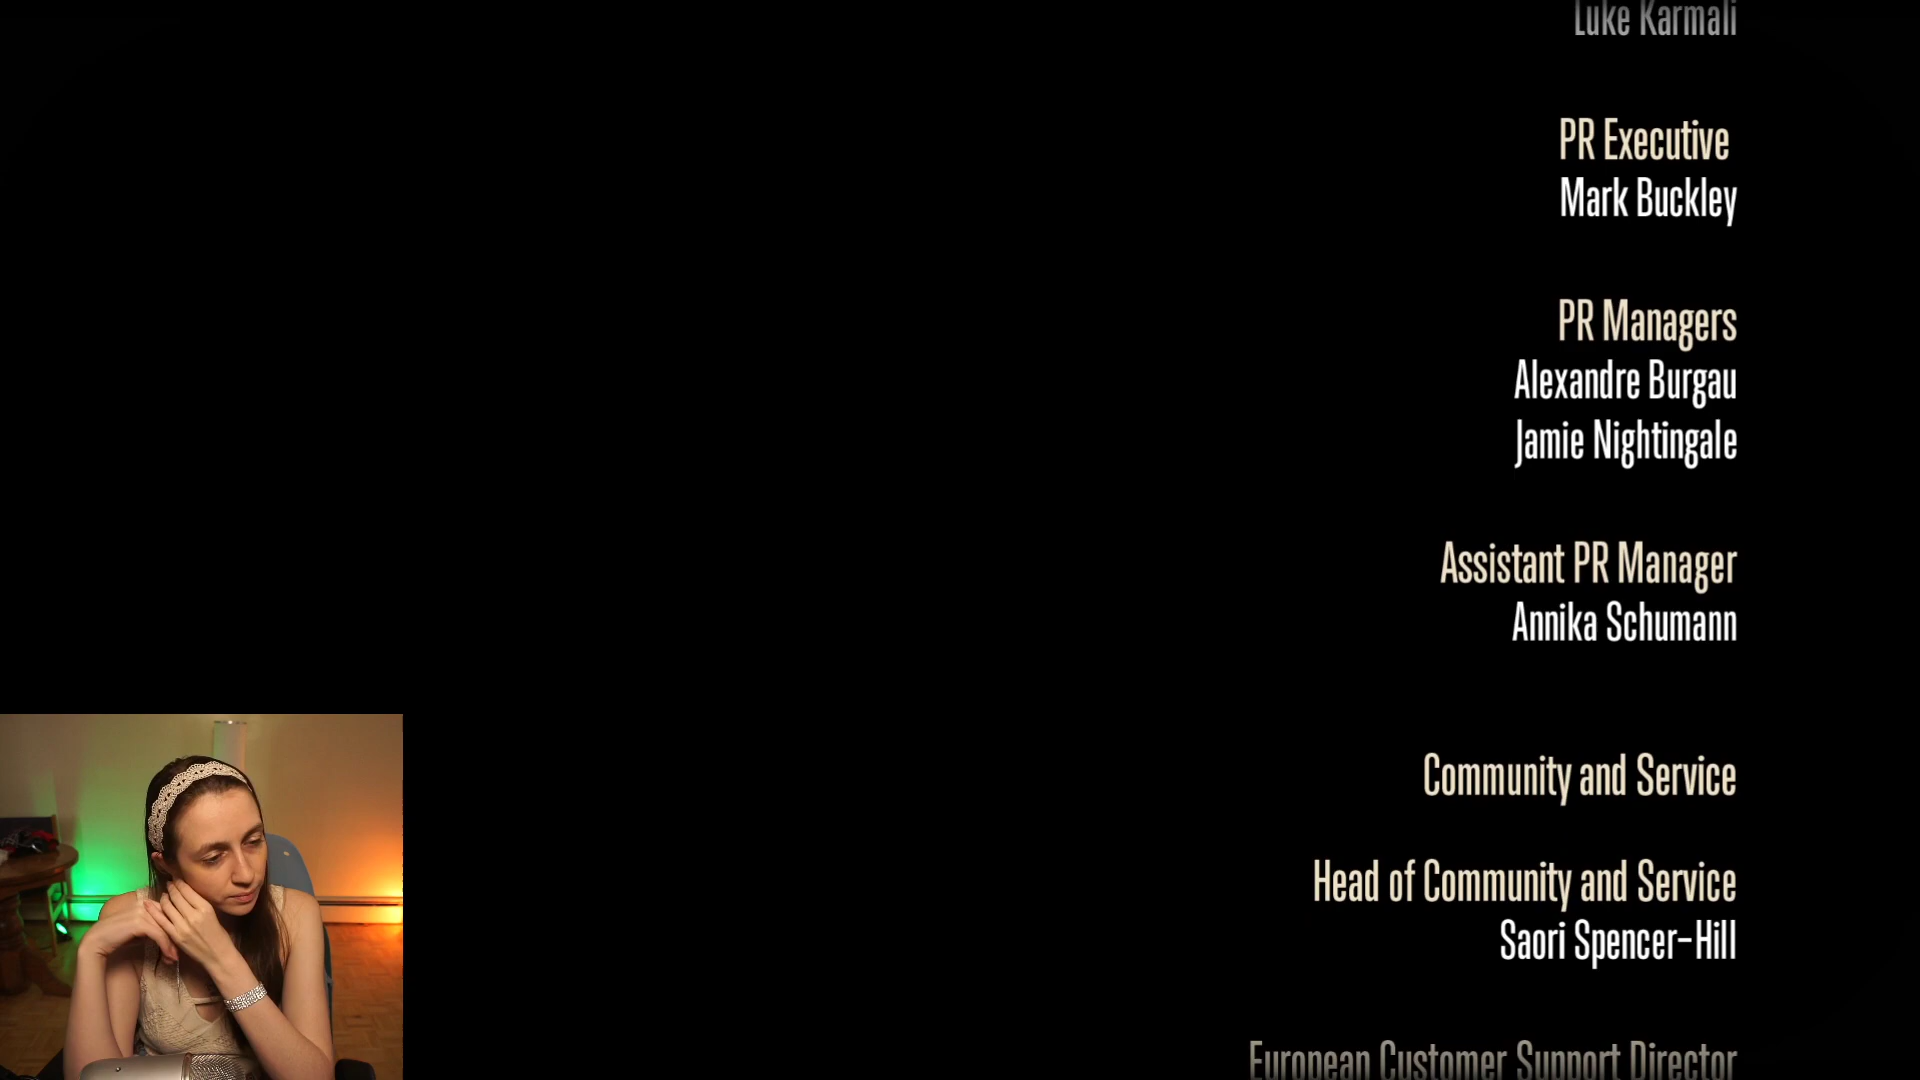 Luke Karmali
PR Executive
Mark Buckley
PR Managers
Alexandre Burgau
Jamie Nightingale
Assistant PR Manager
Annika Schumann
Community and Service
Head of Community and Service
Saori Spencer-Hill
European Customer Support Director